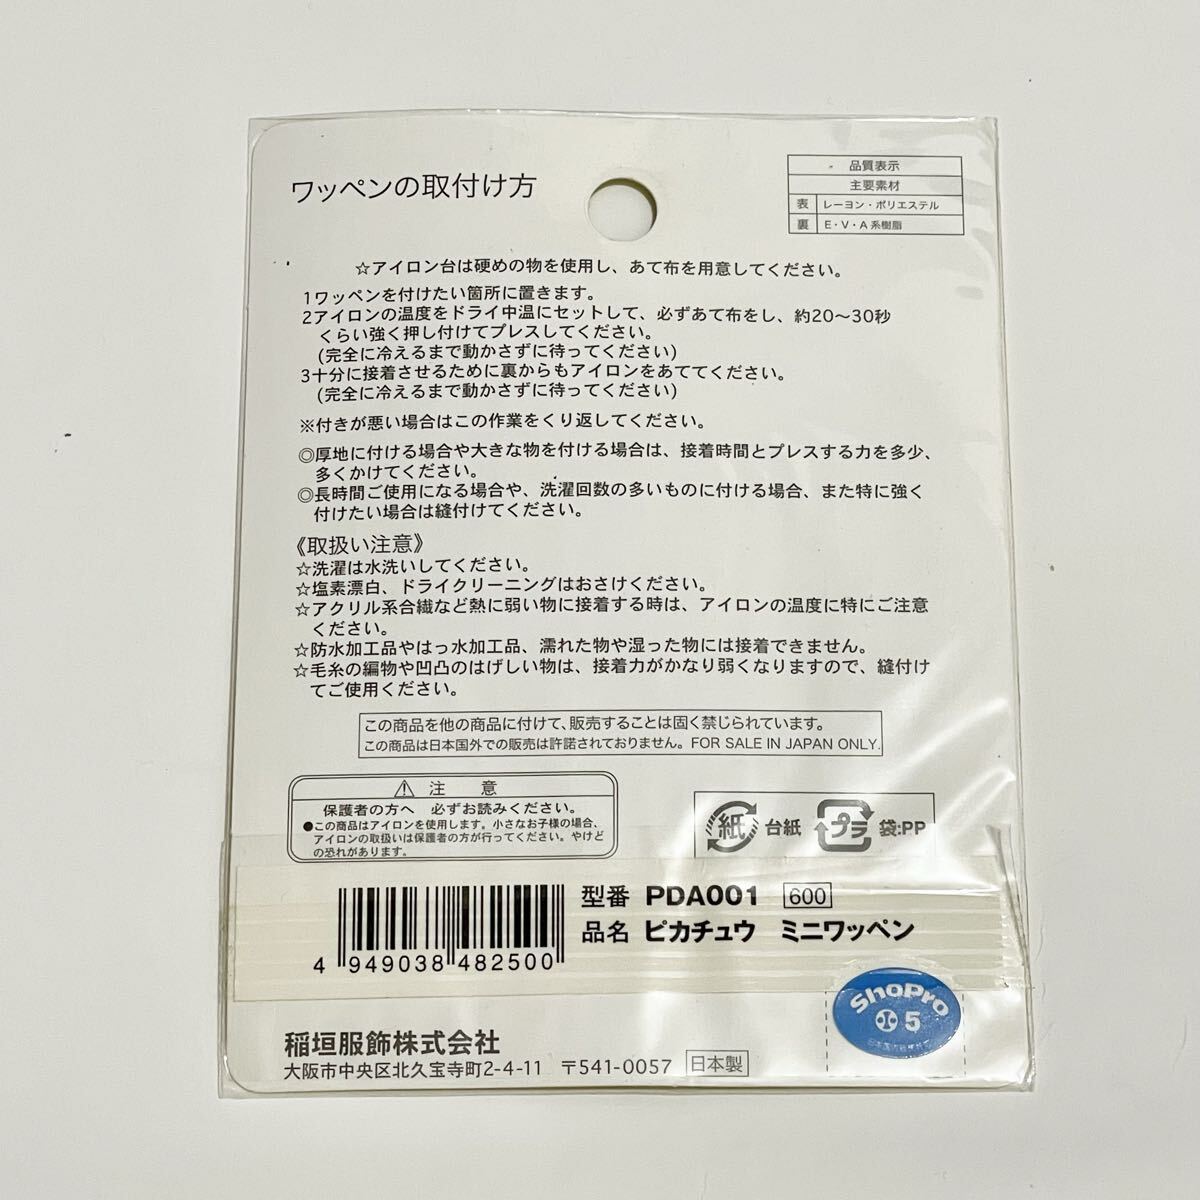 ワッペンの取付け方
品質表示
主要素材
表 レーヨン・ポリエステル
裏 E・V・A系樹脂
☆アイロン台は硬めの物を使用し、あて布を用意してください。
1ワッペンを付けたい箇所に置きます。
2アイロンの温度をドライ中温にセットして、必ずあて布をし、約20〜30秒
くらい強く押し付けてプレスしてください。
(完全に冷えるまで動かさずに待ってください)
3十分に接着させるために裏からもアイロンをあててください。
(完全に冷えるまで動かさずに待ってください)
※付きが悪い場合はこの作業をくり返してください。
◎厚地に付ける場合や大きな物を付ける場合は、接着時間とプレスする力を多少、
多くかけてください。
◎長時間ご使用になる場合や、洗濯回数の多いものに付ける場合、また特に強く
付けたい場合は縫付けてください。
《取扱い注意》
☆洗濯は水洗いしてください。
☆塩素漂白、ドライクリーニングはおさけください。
☆アクリル系合繊など熱に弱い物に接着する時は、アイロンの温度に特にご注意
ください。
☆防水加工品やはっ水加工品、濡れた物や湿った物には接着できません。
☆毛糸の編物や凹凸のはげしい物は、接着力がかなり弱くなりますので、縫付け
てご使用ください。
この商品を他の商品に付けて、販売することは固く禁じられています。
この商品は日本国外での販売は許諾されておりません。FOR SALE IN JAPAN ONLY.
⚠ 注 意
保護者の方へ 必ずお読みください。
●この商品はアイロンを使用します。小さなお子様の場合、
アイロンの取扱いは保護者の方が行ってください。やけど
の恐れがあります。
紙 台紙 プラ 袋:PP
型番 PDA001 600
品名 ピカチュウ ミニワッペン
4 949038 482500
ShoPro
5
稲垣服飾株式会社
大阪市中央区北久宝寺町2-4-11 〒541-0057 日本製